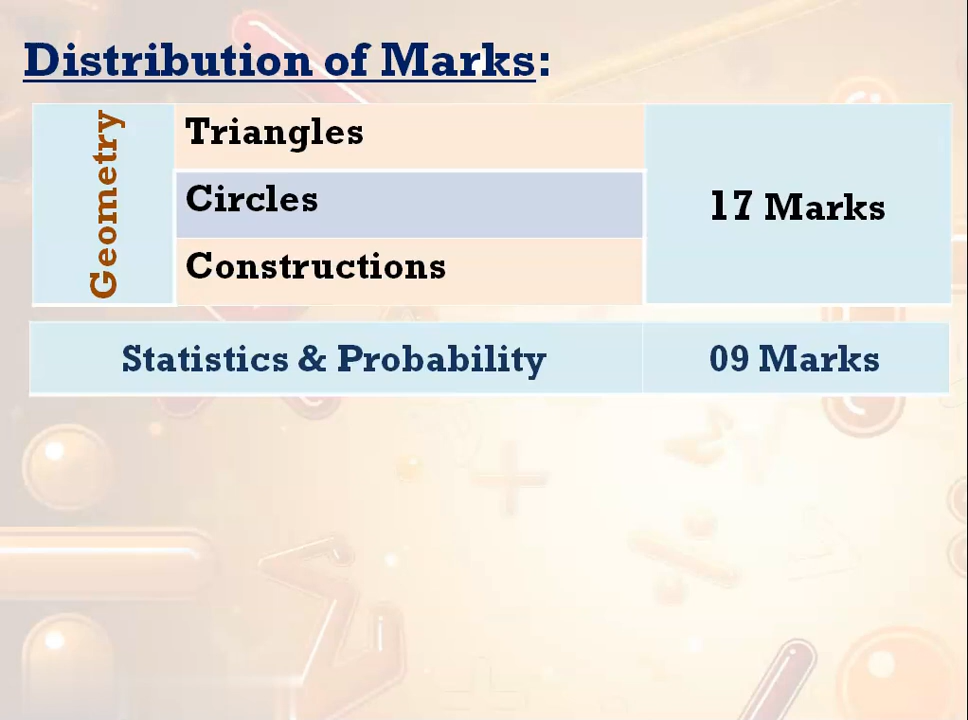 Distribution of Marks:
Geometry
Triangles
Circles
Constructions
17 Marks
Statistics & Probability
09 Marks